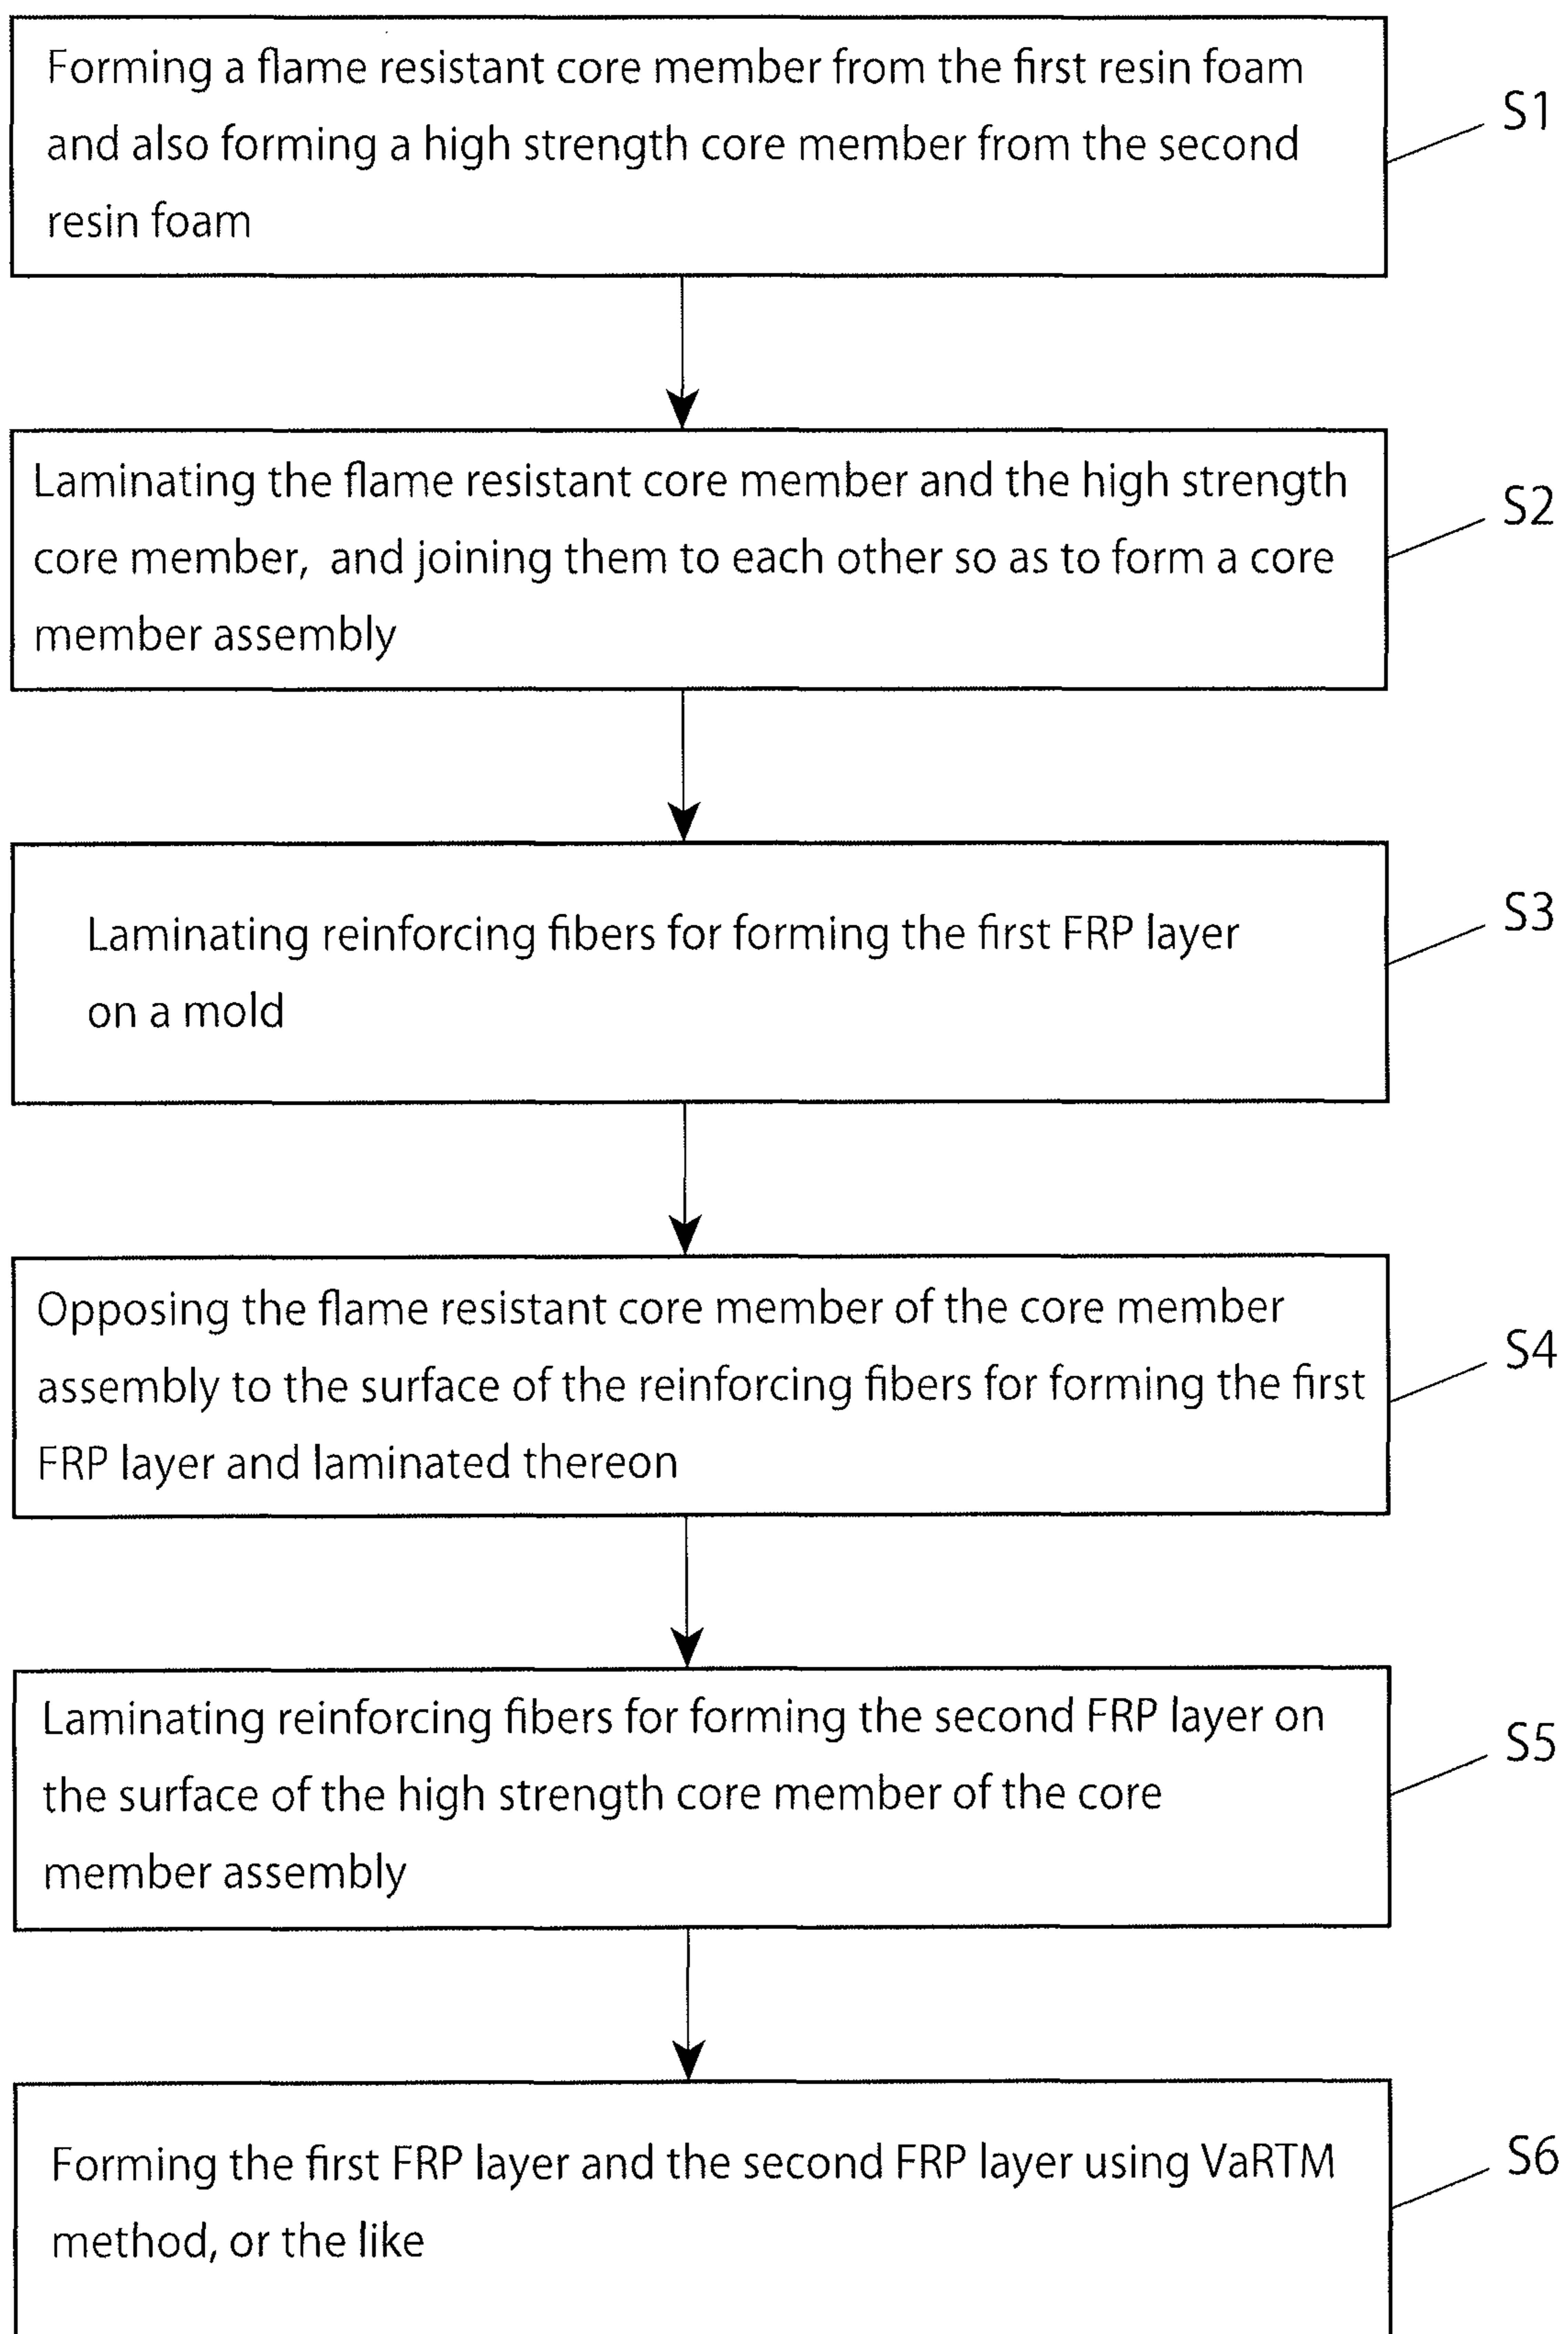 Forming a flame resistant core member from the first resin foam
and also forming a high strength core member from the second
resin foam
S1
Laminating the flame resistant core member and the high strength
core member, and joining them to each other so as to form a core
member assembly
S2
Laminating reinforcing fibers for forming the first FRP layer
on a mold
S3
Opposing the flame resistant core member of the core member
assembly to the surface of the reinforcing fibers for forming the first
FRP layer and laminated thereon
S4
Laminating reinforcing fibers for forming the second FRP layer on
the surface of the high strength core member of the core
member assembly
S5
Forming the first FRP layer and the second FRP layer using VaRTM
method, or the like
S6